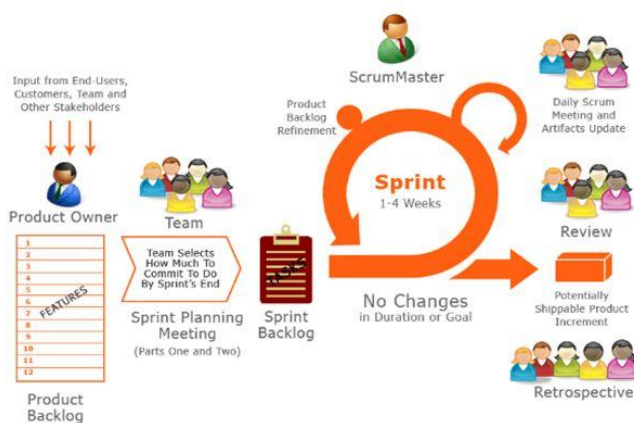 Input from End-Users,
Customers, Team and
Other Stakeholders
Product Owner
1
2
3
4
5
6
7
8
9
10
11
12
FEATURES
Product
Backlog
Team
Team Selects
How Much To
Commit To Do
By Sprint's End
Sprint Planning
Meeting
(Parts One and Two)
TASKS
Sprint
Backlog
ScrumMaster
Product
Backlog
Refinement
Sprint
1-4 Weeks
No Changes
in Duration or Goal
Daily Scrum
Meeting and
Artifacts Update
Review
Potentially
Shippable Product
Increment
Retrospective